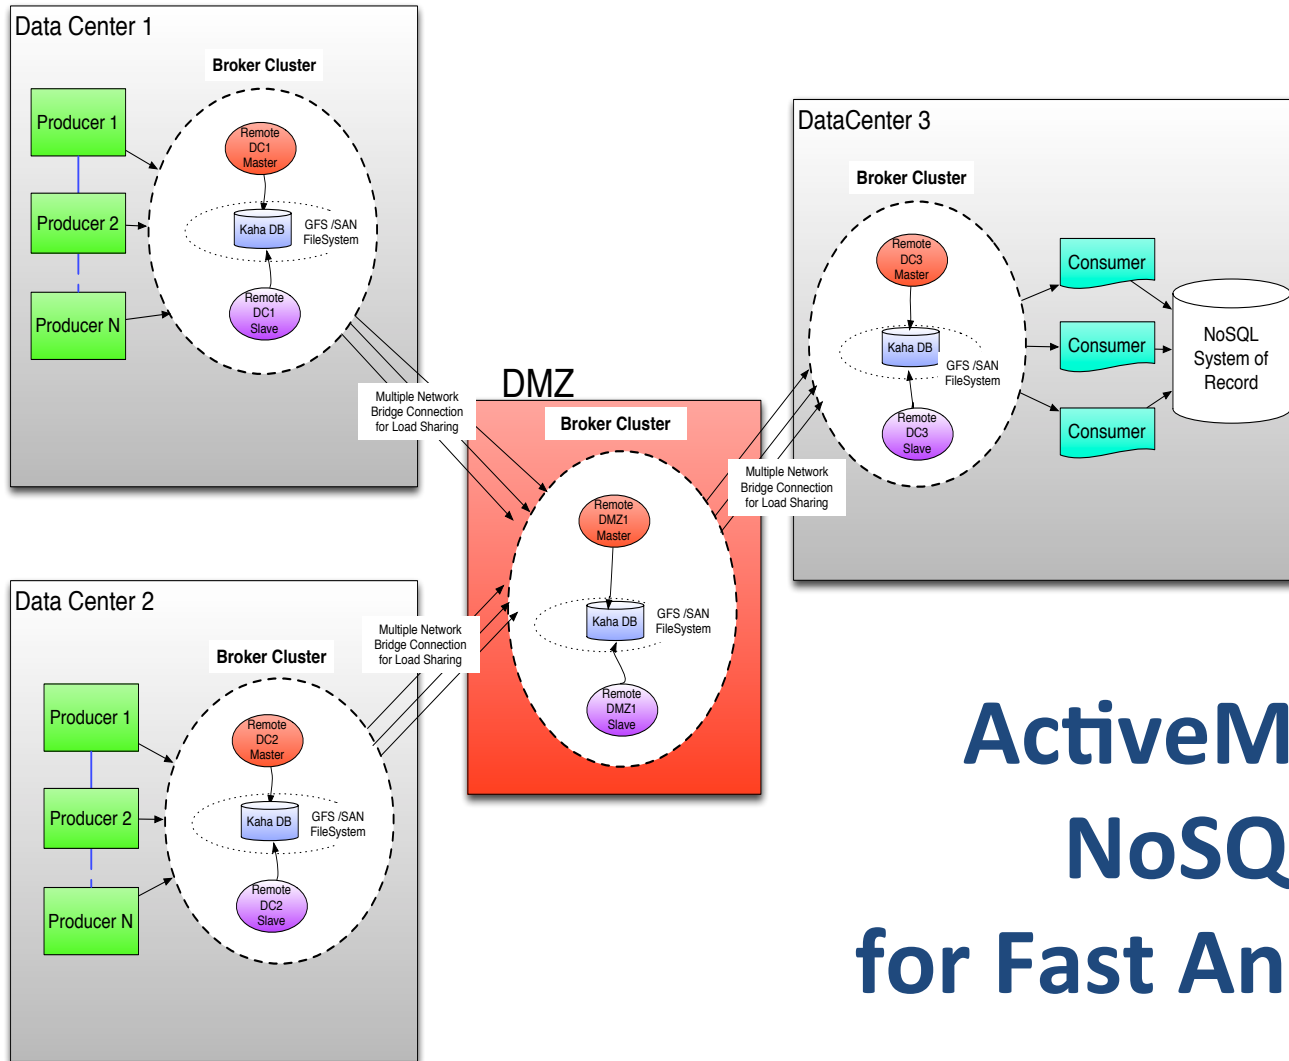 Data Center 1
Broker Cluster
Producer 1
Producer 2
Producer N
Remote
DC1
Master
Kaha DB
GFS /SAN
FileSystem
Remote
DC1
Slave
Multiple Network
Bridge Connection
for Load Sharing
DataCenter 3
Broker Cluster
Remote
DC3
Master
Kaha DB
GFS /SAN
FileSystem
Remote
DC3
Slave
Consumer
Consumer
Consumer
NoSQL
System of
Record
DMZ
Broker Cluster
Remote
DMZ1
Master
Kaha DB
GFS /SAN
FileSystem
Remote
DMZ1
Slave
Multiple Network
Bridge Connection
for Load Sharing
Data Center 2
Broker Cluster
Producer 1
Producer 2
Producer N
Remote
DC2
Master
Kaha DB
GFS /SAN
FileSystem
Remote
DC2
Slave
Multiple Network
Bridge Connection
for Load Sharing
ActiveM
NoSQ
for Fast An